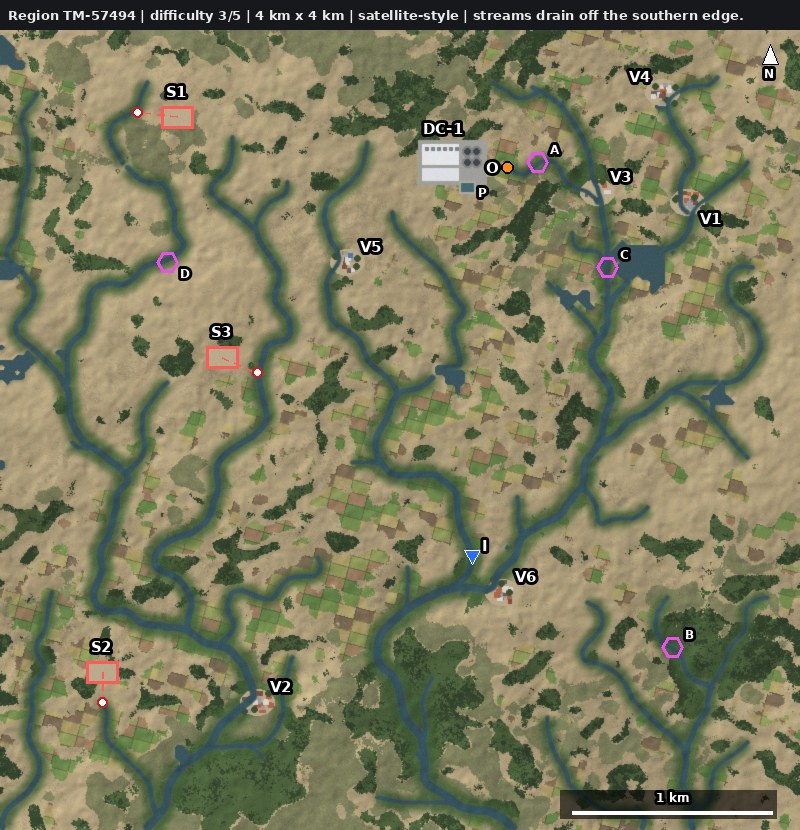 Region TM-57494 | difficulty 3/5 | 4 km x 4 km | satellite-style | streams drain off the southern edge.
N
V4
S1
DC-1
A
O
P
V3
V1
V5
C
D
S3
I
V6
B
S2
V2
1 km